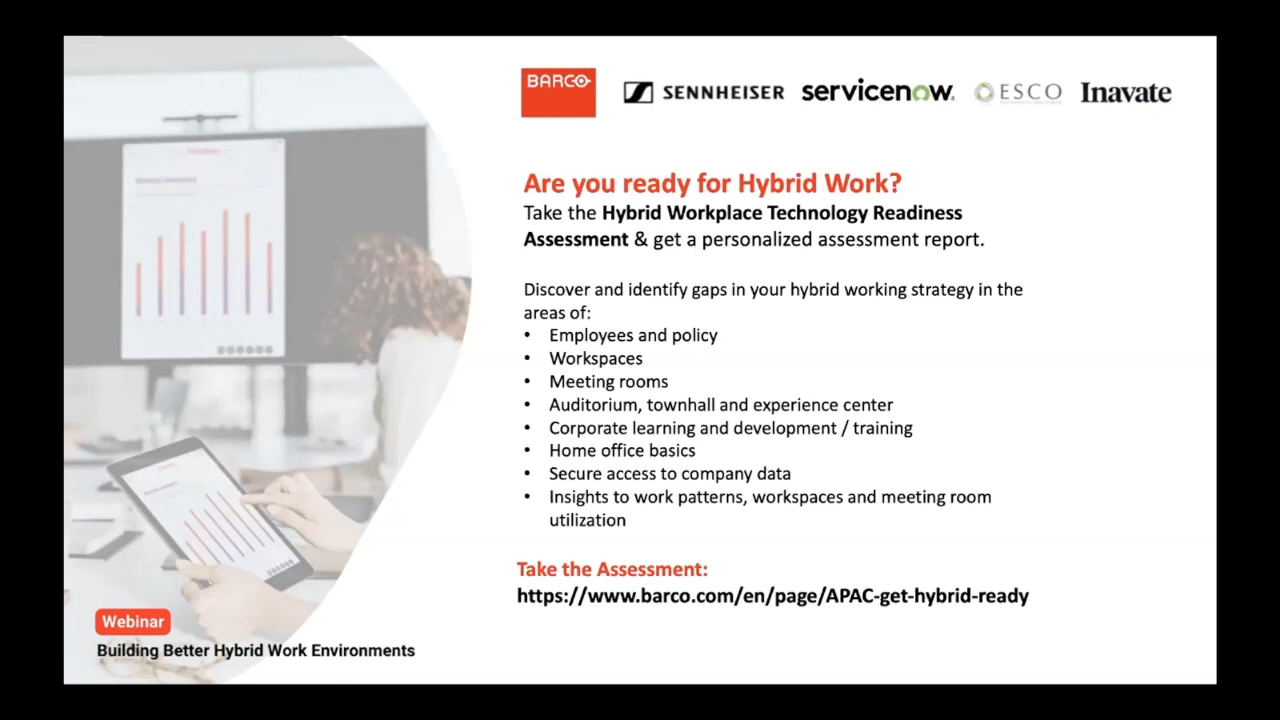 BARCO
SENNHEISER
servicenow.
ESCO
Inavate
Are you ready for Hybrid Work?
Take the Hybrid Workplace Technology Readiness
Assessment & get a personalized assessment report.
Discover and identify gaps in your hybrid working strategy in the
areas of:
• Employees and policy
• Workspaces
• Meeting rooms
• Auditorium, townhall and experience center
• Corporate learning and development / training
• Home office basics
• Secure access to company data
• Insights to work patterns, workspaces and meeting room
utilization
Take the Assessment:
https://www.barco.com/en/page/APAC-get-hybrid-ready
Webinar
Building Better Hybrid Work Environments